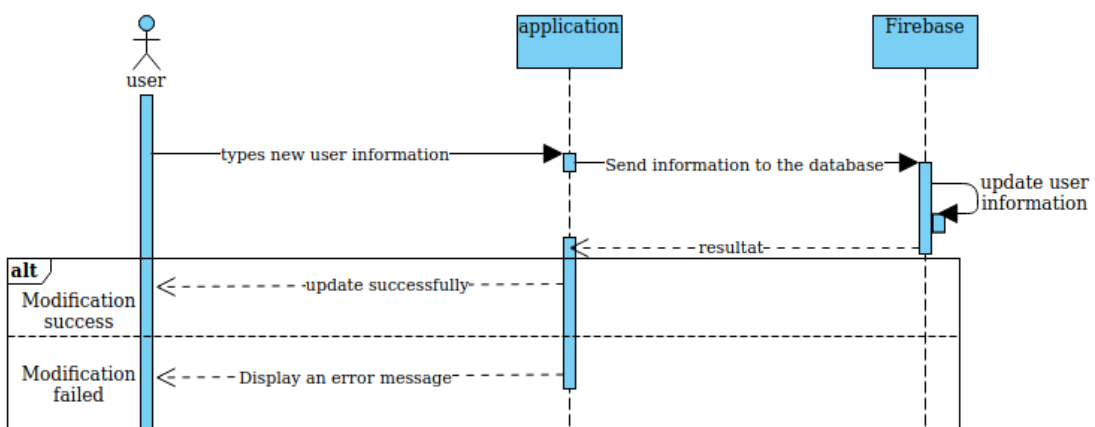 application
Firebase
user
types new user information
Send information to the database
update user
information
resultat
alt
update successfully
Modification
success
Modification
failed
Display an error message